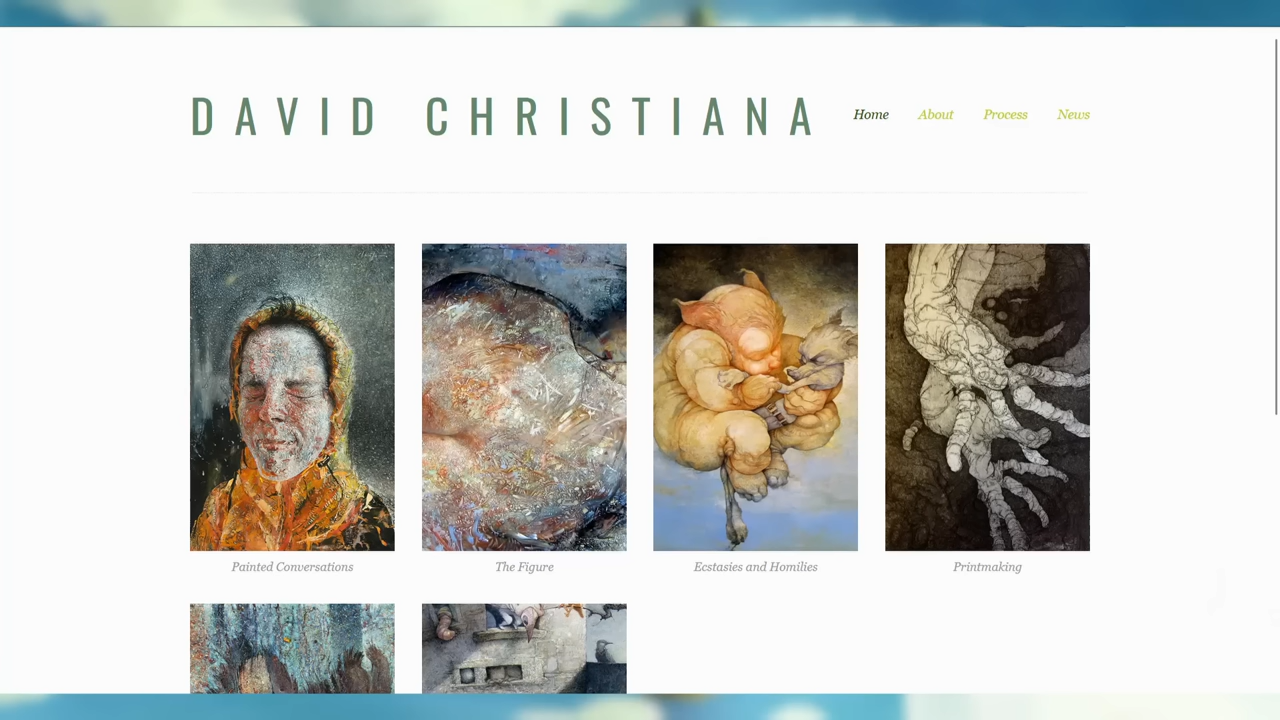 DAVID CHRISTIANA
Home About Process News
Painted Conversations
The Figure
Ecstasies and Homilies
Printmaking